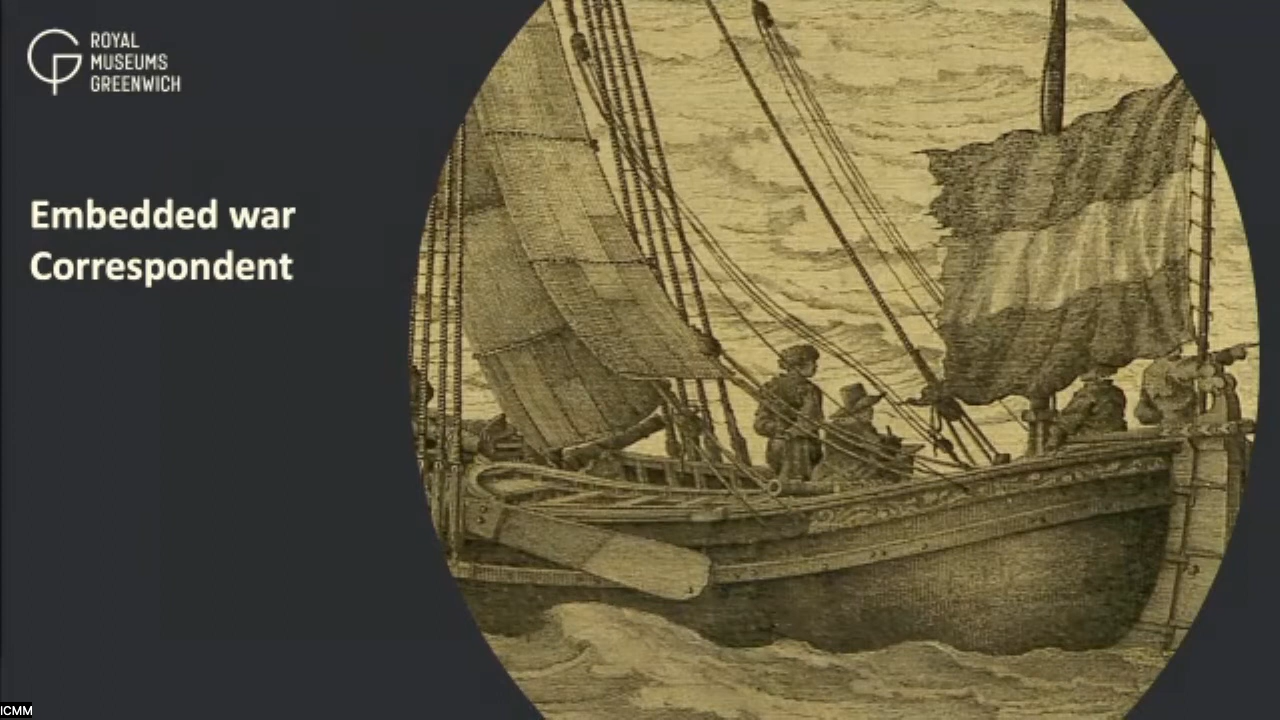 ROYAL
MUSEUMS
GREENWICH
Embedded war
Correspondent
ICMM